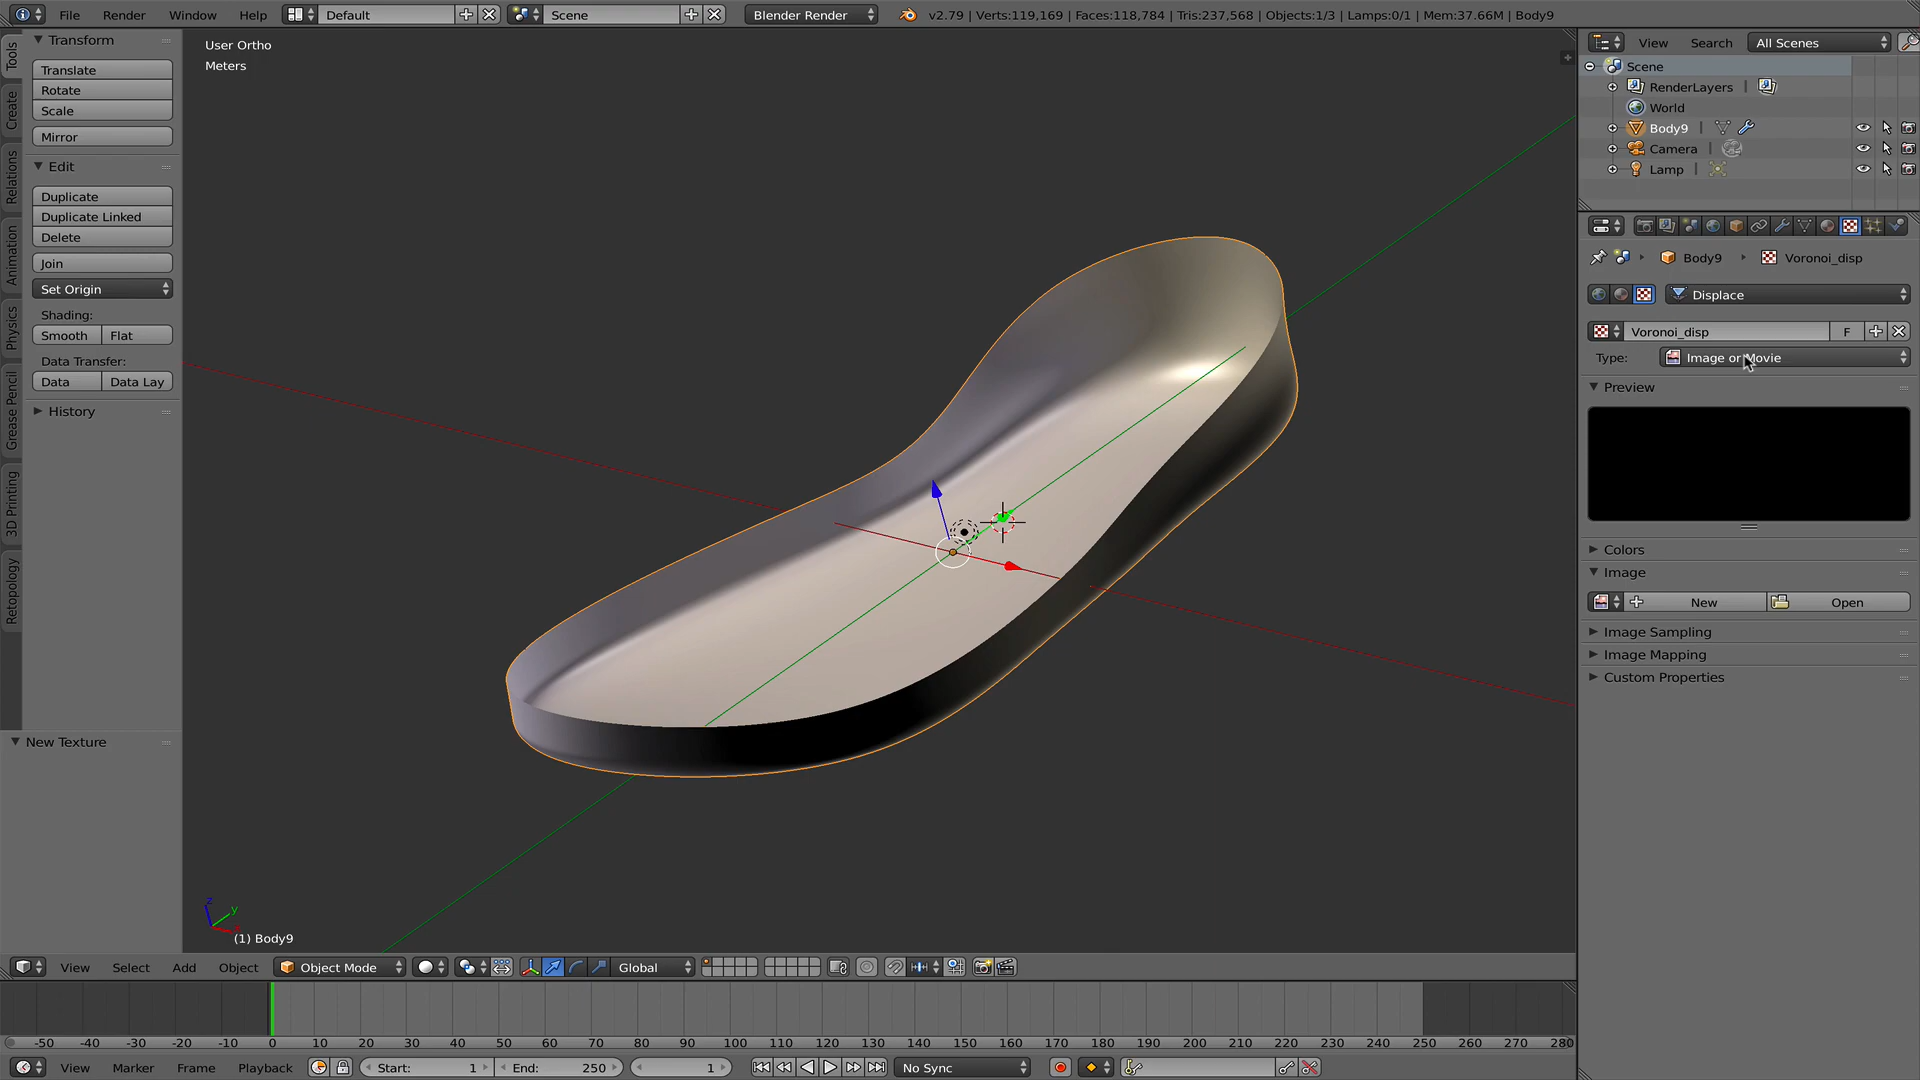 File Render Window Help Default Scene Blender Render v2.79 | Verts:119,169 | Faces:118,784 | Tris:237,568 | Objects:1/3 | Lamps:0/1 | Mem:37.66M | Body9
Tools
Create
Relations
Animation
Physics
Grease Pencil
3D Printing
Retopology
Transform
Translate
Rotate
Scale
Mirror
Edit
Duplicate
Duplicate Linked
Delete
Join
Set Origin
Shading:
Smooth Flat
Data Transfer:
Data Data Lay
History
New Texture
User Ortho
Meters
z
y
(1) Body9
View Search All Scenes
Scene
RenderLayers
World
Body9
Camera
Lamp
Body9 Voronoi_disp
Displace
Voronoi_disp F
Type: Image or Movie
Preview
Colors
Image
New Open
Image Sampling
Image Mapping
Custom Properties
View Select Add Object Object Mode Global
-50 -40 -30 -20 -10 0 10 20 30 40 50 60 70 80 90 100 110 120 130 140 150 160 170 180 190 200 210 220 230 240 250 260 270 280
View Marker Frame Playback Start: 1 End: 250 1 No Sync